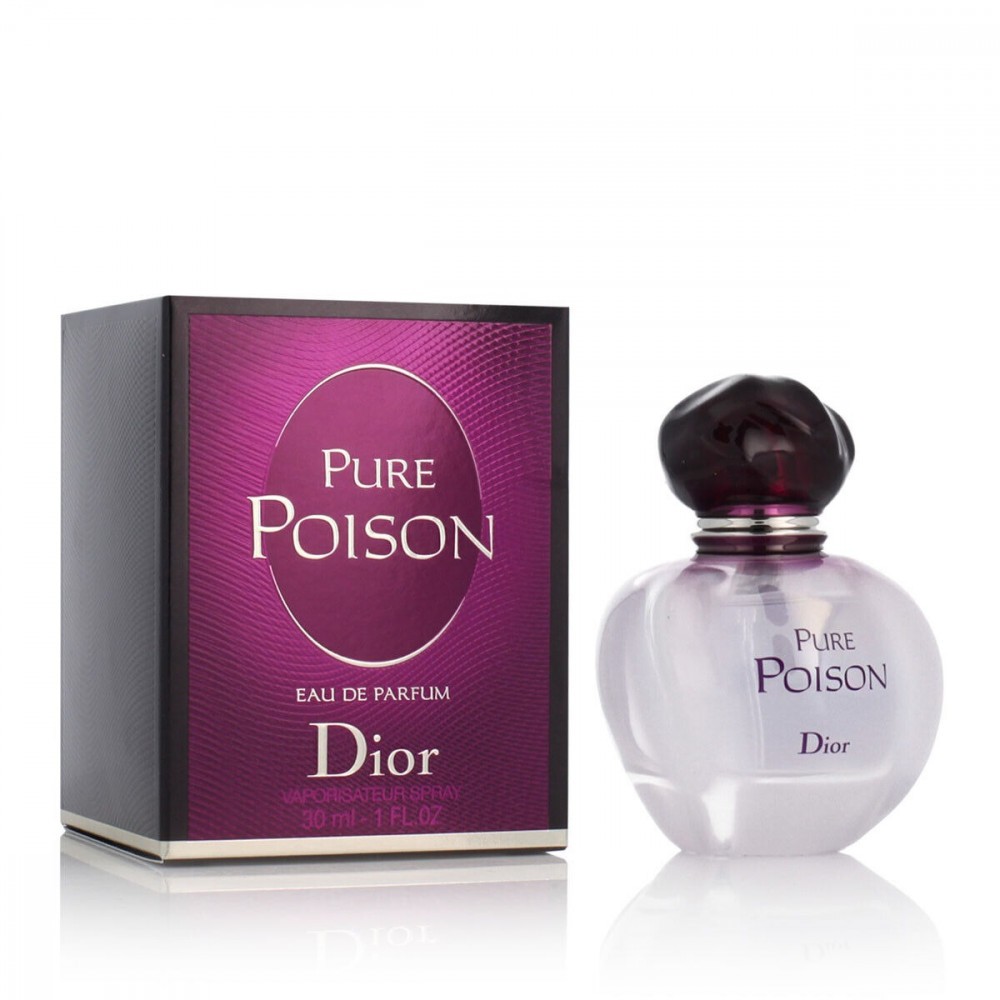 PURE
POISON
EAU DE PARFUM
Dior
VAPORISATEUR SPRAY
30 ml - 1 FL.OZ
PURE
POISON
Dior